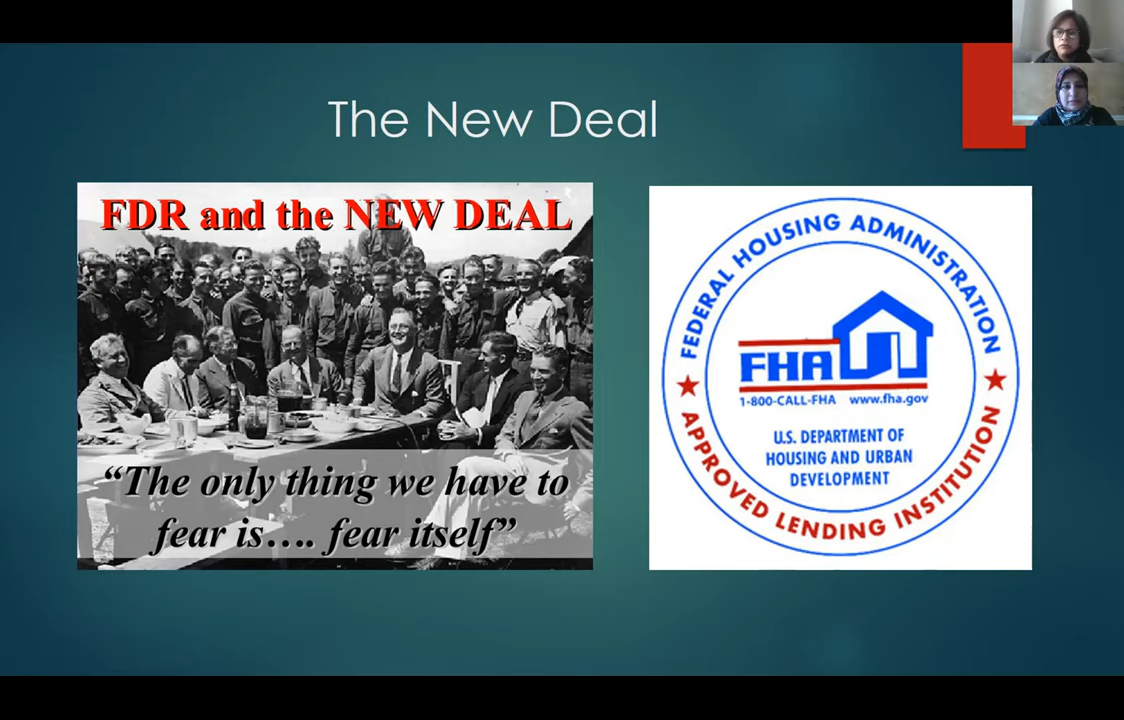 The New Deal
FDR and the NEW DEAL
“The only thing we have to
fear is.... fear itself”
FEDERAL HOUSING ADMINISTRATION
FHA
1-800-CALL-FHA www.fha.gov
U.S. DEPARTMENT OF
HOUSING AND URBAN
DEVELOPMENT
APPROVED LENDING INSTITUTION